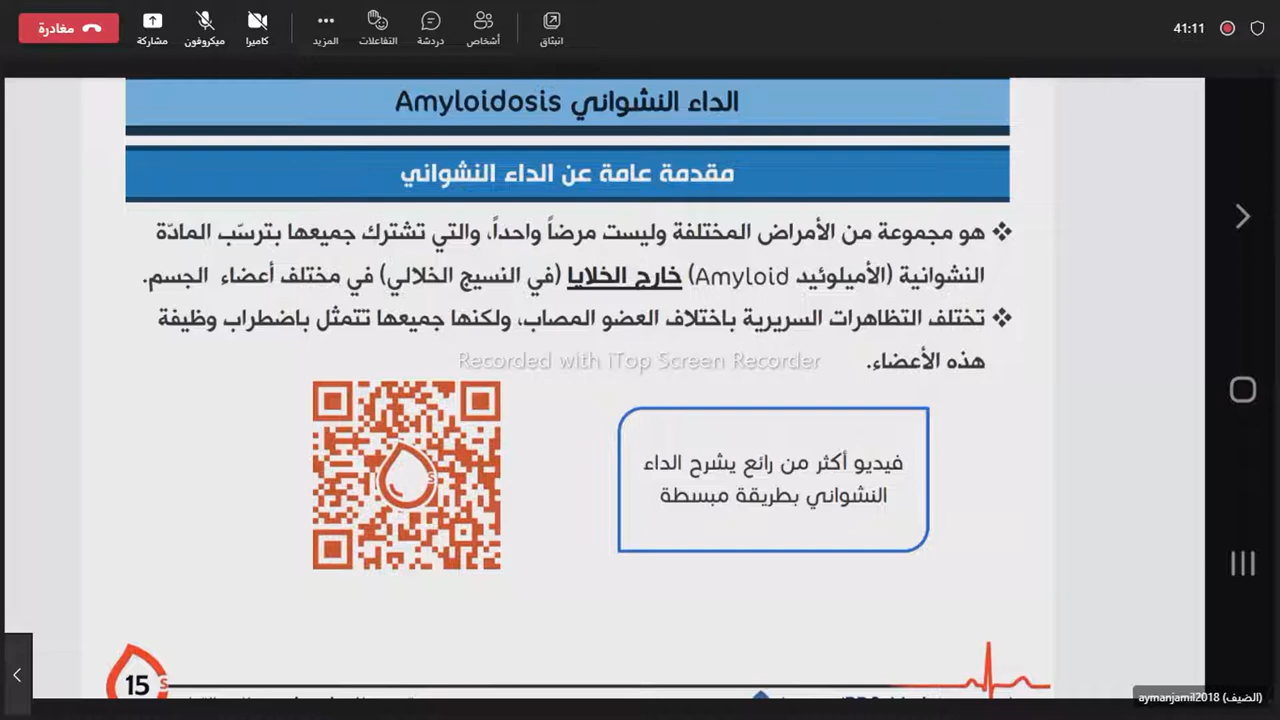 مغادرة
مشاركة
ميكروفون
كاميرا
المزيد
التفاعلات
دردشة
أشخاص
انبثاق
41:11
الداء النشواني Amyloidosis
مقدمة عامة عن الداء النشواني
❖ هو مجموعة من الأمراض المختلفة وليست مرضاً واحداً، والتي تشترك جميعها بترسّب المادّة
النشوانية (الأميلوئيد Amyloid) خارج الخلايا (في النسيج الخلالي) في مختلف أعضاء الجسم.
❖ تختلف التظاهرات السريرية باختلاف العضو المصاب، ولكنها جميعها تتمثل باضطراب وظيفة
هذه الأعضاء.
Recorded with iTop Screen Recorder
فيديو أكثر من رائع يشرح الداء
النشواني بطريقة مبسطة
15
aymanjamil2018 (الضيف)